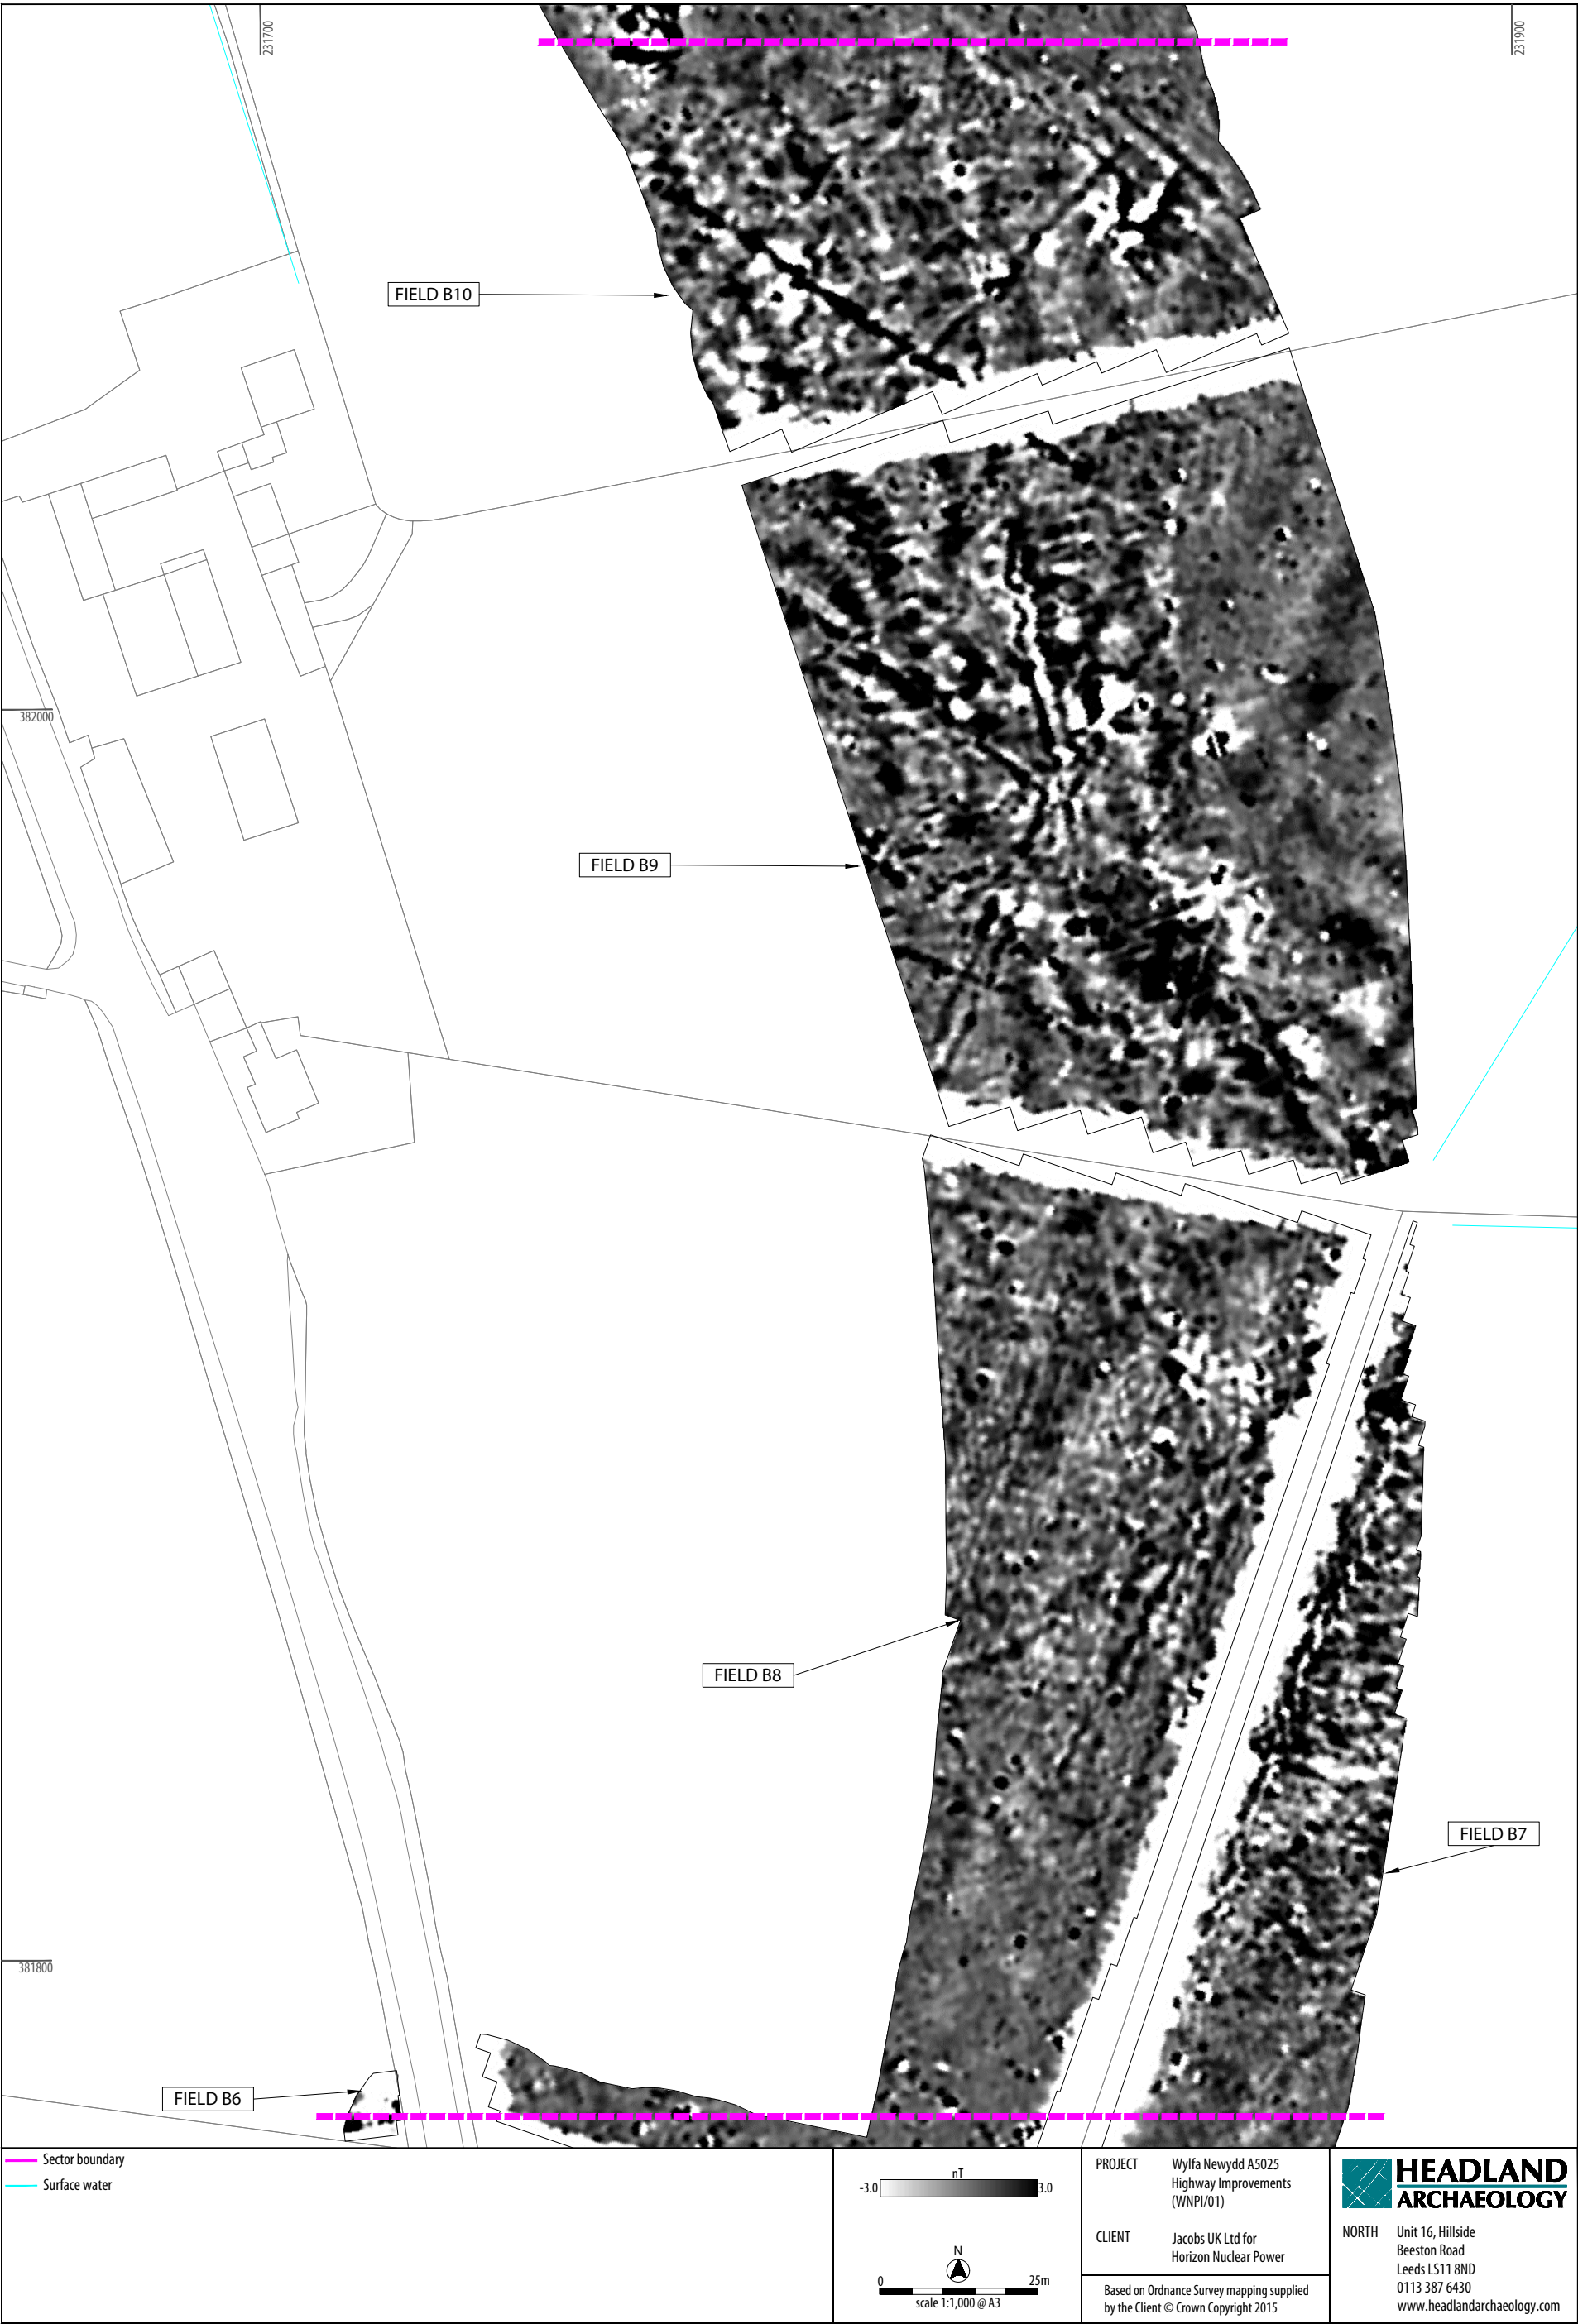 231700
231900
FIELD B10
382000
FIELD B9
FIELD B8
FIELD B7
381800
FIELD B6
Sector boundary
Surface water
nT
-3.0 3.0
N
0 25m
scale 1:1,000 @ A3
PROJECT Wylfa Newydd A5025
Highway Improvements
(WNPI/01)
CLIENT Jacobs UK Ltd for
Horizon Nuclear Power
Based on Ordnance Survey mapping supplied
by the Client © Crown Copyright 2015
HEADLAND
ARCHAEOLOGY
NORTH Unit 16, Hillside
Beeston Road
Leeds LS11 8ND
0113 387 6430
www.headlandarchaeology.com